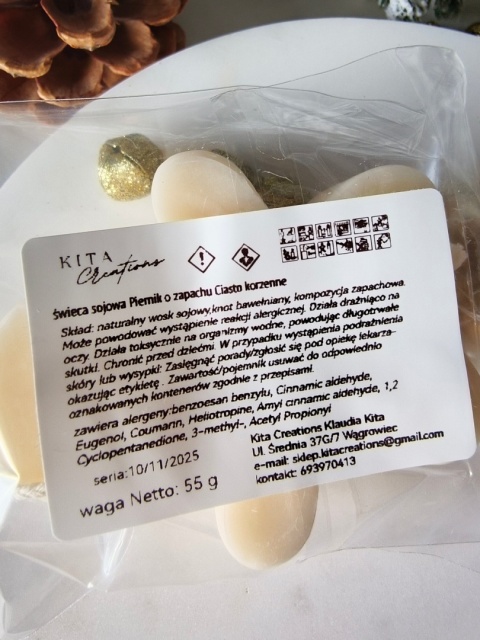 KITA
Creations
Świeca sojowa Piernik o zapachu Ciasto korzenne
Skład: naturalny wosk sojowy,knot bawełniany, kompozycja zapachowa.
Może powodować wystąpienie reakcji alergicznej. Działa drażniąco na
oczy. Działa toksycznie na organizmy wodne, powodując długotrwałe
skutki. Chronić przed dziećmi. W przypadku wystąpienia podrażnienia
skóry lub wysypki: Zasięgnąć porady/zgłosić się pod opiekę lekarza-
okazując etykietę . Zawartość/pojemnik usuwać do odpowiednio
oznakowanych kontenerów zgodnie z przepisami.
zawiera alergeny:benzoesan benzylu, Cinnamic aldehyde,
Eugenol, Coumann, Heliotropine, Amyl cinnamic aldehyde, 1,2
Cyclopentanedione, 3-methyl-, Acetyl Propionyl
seria:10/11/2025
waga Netto: 55 g
Kita Creations Klaudia Kita
Ul. Średnia 37G/7 Wągrowiec
e-mail: sklep.kitacreations@gmail.com
kontakt: 693970413